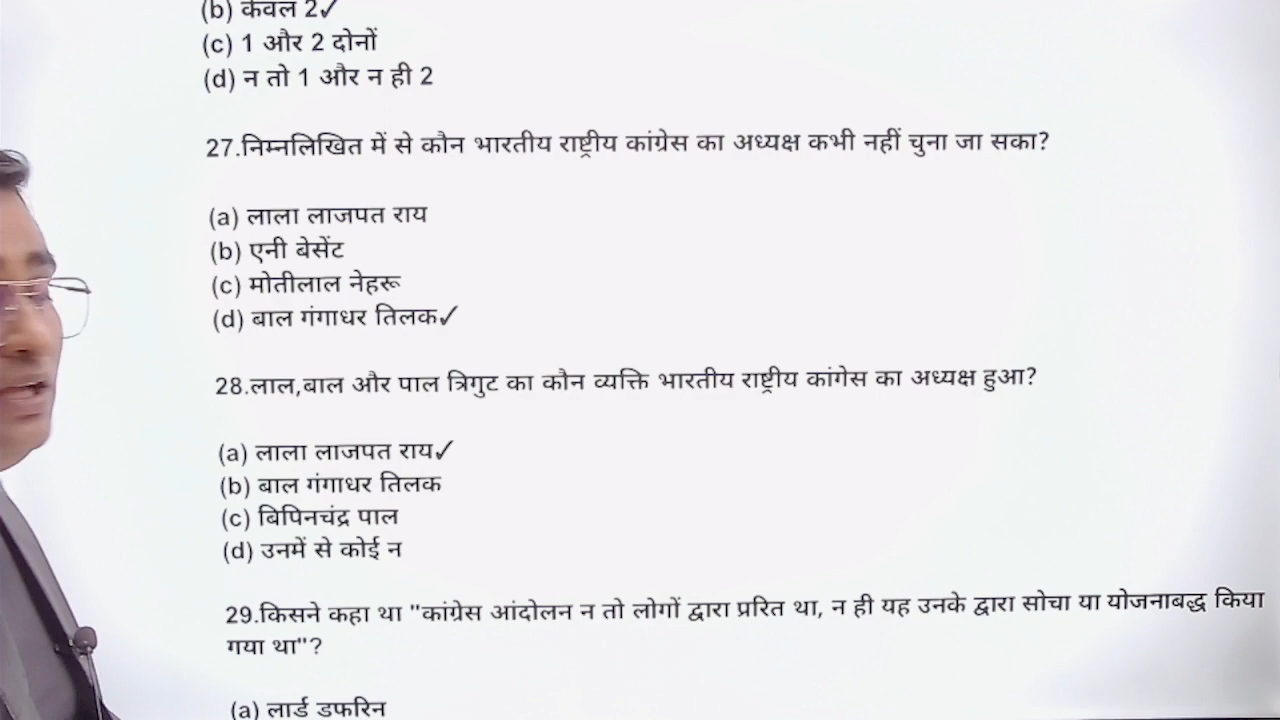 (b) केवल 2✓
(c) 1 और 2 दोनों
(d) न तो 1 और न ही 2
27.निम्नलिखित में से कौन भारतीय राष्ट्रीय कांग्रेस का अध्यक्ष कभी नहीं चुना जा सका?
(a) लाला लाजपत राय
(b) एनी बेसेंट
(c) मोतीलाल नेहरू
(d) बाल गंगाधर तिलक✓
28.लाल,बाल और पाल त्रिगुट का कौन व्यक्ति भारतीय राष्ट्रीय कांगेस का अध्यक्ष हुआ?
(a) लाला लाजपत राय✓
(b) बाल गंगाधर तिलक
(c) बिपिनचंद्र पाल
(d) उनमें से कोई न
29.किसने कहा था "कांग्रेस आंदोलन न तो लोगों द्वारा प्ररित था, न ही यह उनके द्वारा सोचा या योजनाबद्ध किया
गया था"?
(a) लार्ड डफरिन